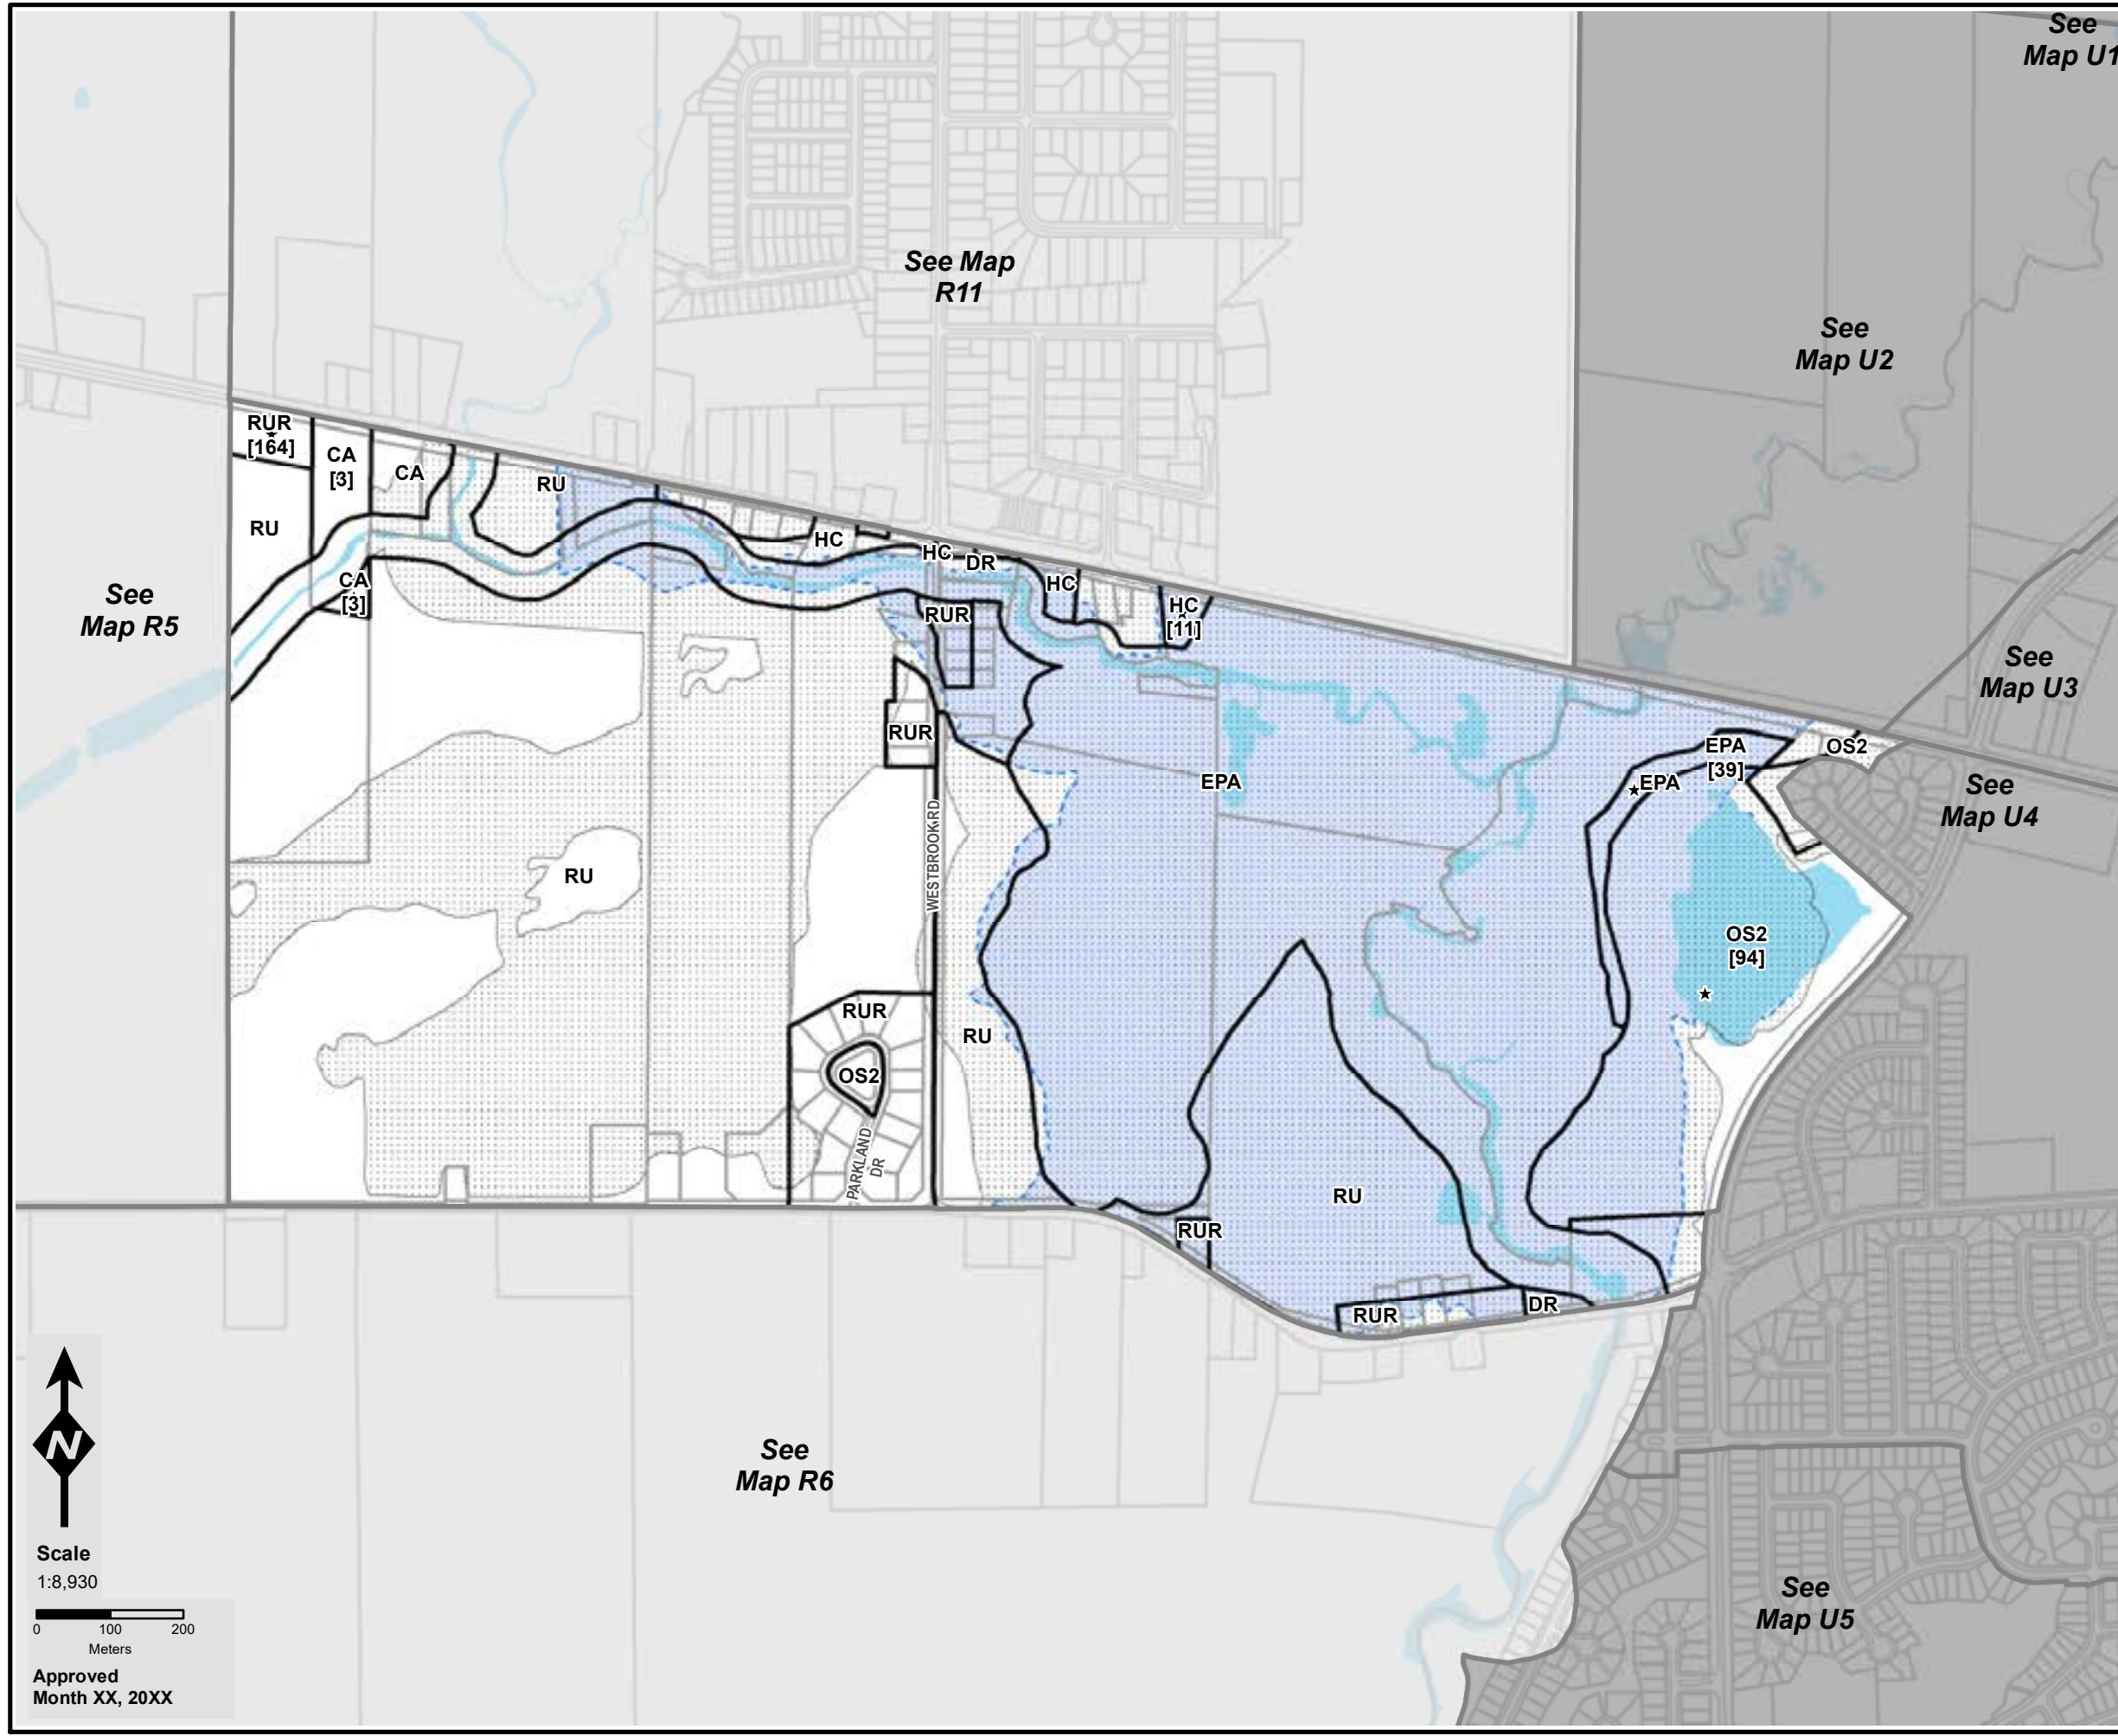 See
Map U1
See Map
R11
See
Map U2
RUR
[164]
CA
[3]
CA
RU
RU
HC
HC
DR
HC
HC
[11]
CA
[3]
RUR
See
Map R5
See
Map U3
RUR
EPA
EPA
[39]
EPA
OS2
See
Map U4
WESTBROOK RD
RU
OS2
[94]
RUR
RU
OS2
PARKLAND
DR
RU
RUR
RUR
DR
N
See
Map R6
Scale
1:8,930
0 100 200
Meters
Approved
Month XX, 20XX
See
Map U5